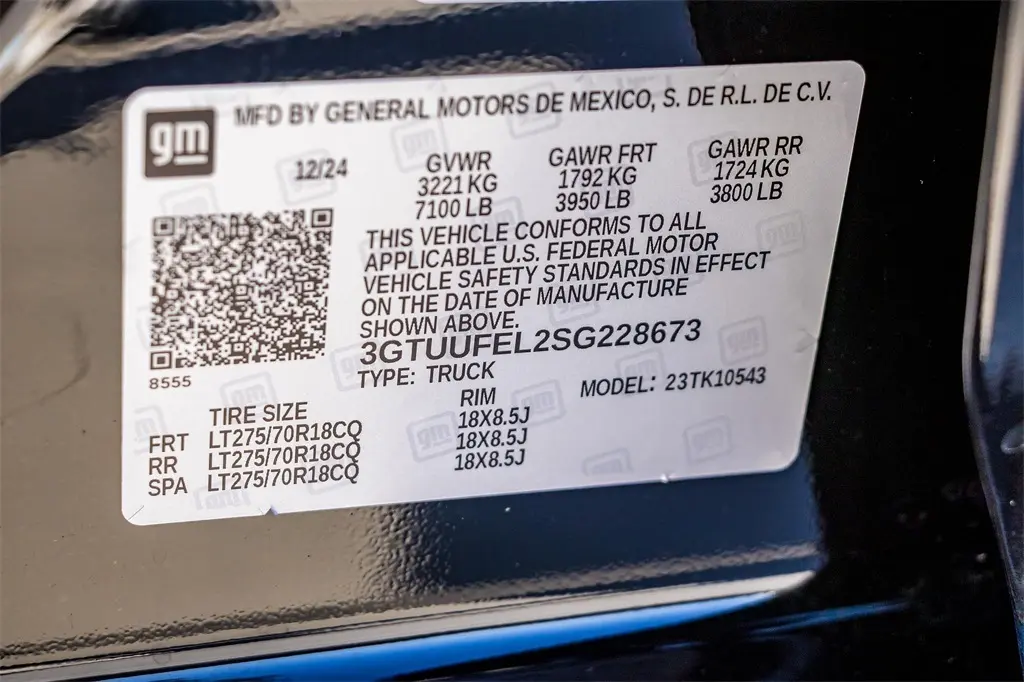 gm
MFD BY GENERAL MOTORS DE MEXICO, S. DE R.L. DE C.V.
12/24
GVWR
3221 KG
7100 LB
GAWR FRT
1792 KG
3950 LB
GAWR RR
1724 KG
3800 LB
THIS VEHICLE CONFORMS TO ALL
APPLICABLE U.S. FEDERAL MOTOR
VEHICLE SAFETY STANDARDS IN EFFECT
ON THE DATE OF MANUFACTURE
SHOWN ABOVE.
3GTUUFEL2SG228673
TYPE: TRUCK
MODEL: 23TK10543
8555
TIRE SIZE RIM
FRT LT275/70R18CQ 18X8.5J
RR LT275/70R18CQ 18X8.5J
SPA LT275/70R18CQ 18X8.5J